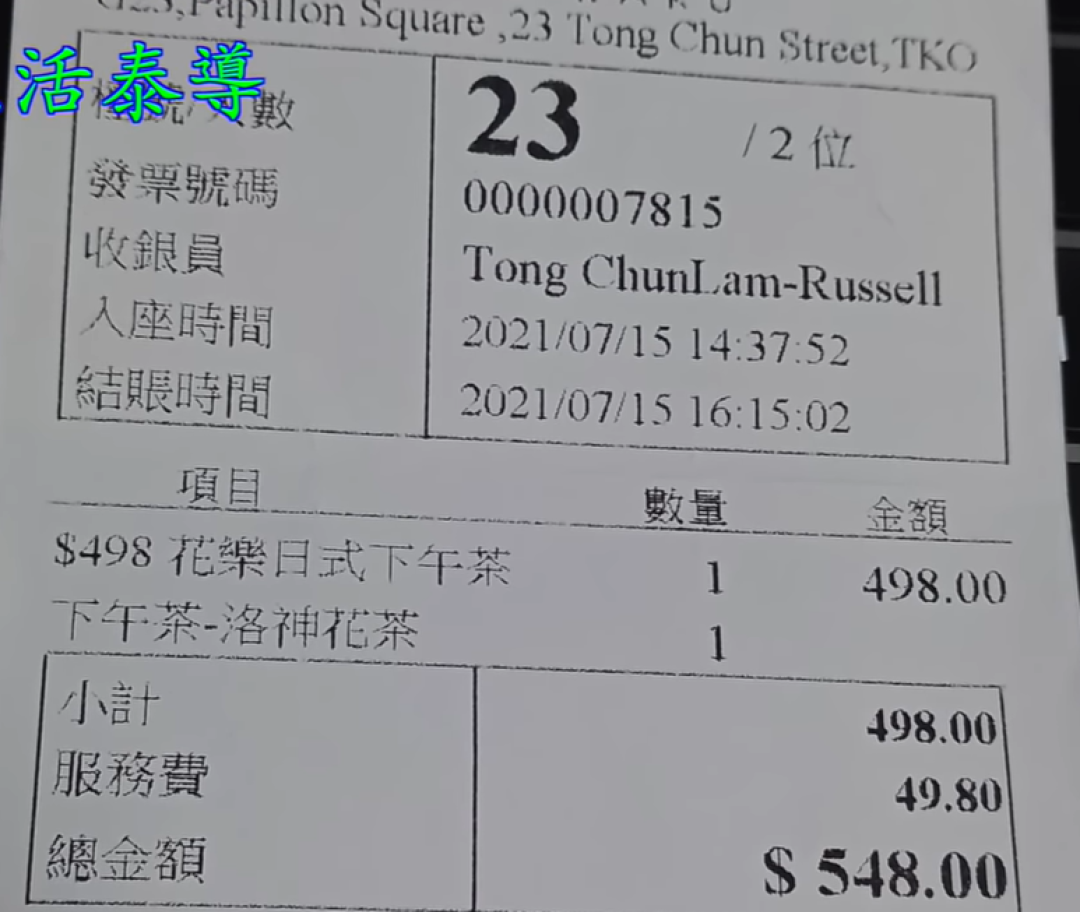 G23,Papillon Square ,23 Tong Chun Street,TKO
活泰導
數 23 / 2 位
發票號碼 0000007815
收銀員 Tong ChunLam-Russell
入座時間 2021/07/15 14:37:52
結賬時間 2021/07/15 16:15:02
項目 數量 金額
$498 花樂日式下午茶 1 498.00
下午茶-洛神花茶 1
小計 498.00
服務費 49.80
總金額 $ 548.00